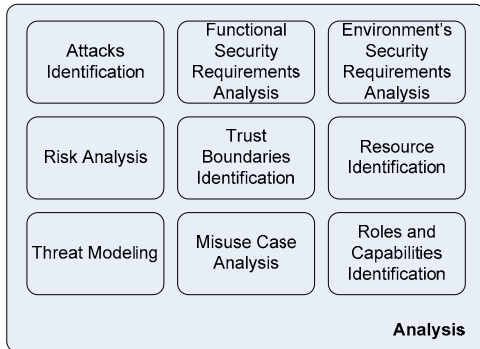 Attacks
Identification
Functional
Security
Requirements
Analysis
Environment's
Security
Requirements
Analysis
Risk Analysis
Trust
Boundaries
Identification
Resource
Identification
Threat Modeling
Misuse Case
Analysis
Roles and
Capabilities
Identification
Analysis